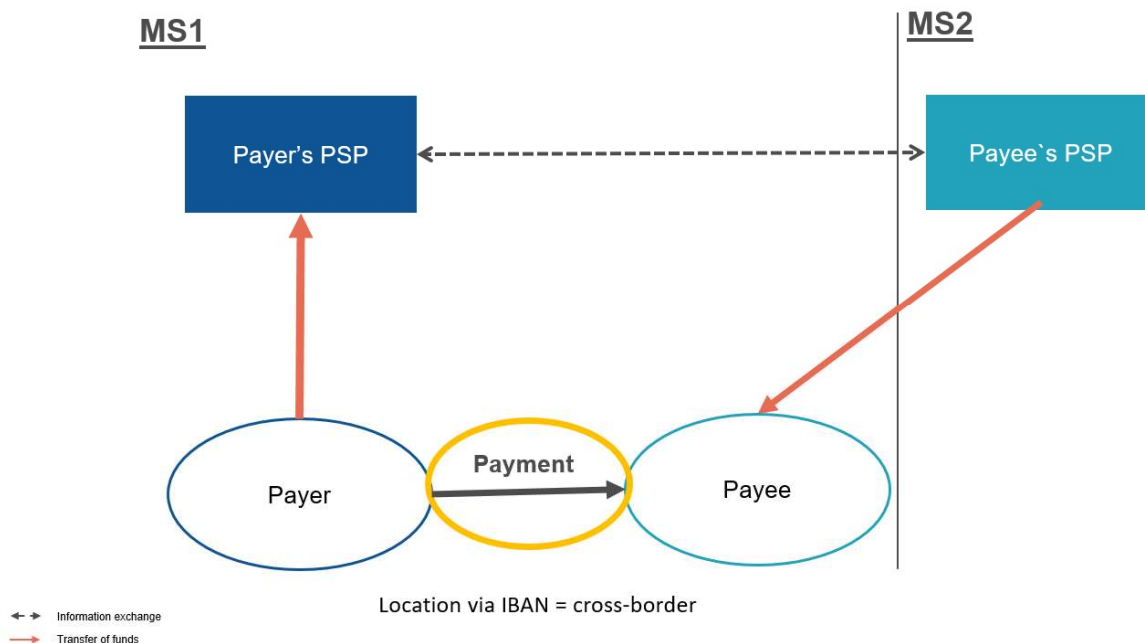 MS1
MS2
Payer's PSP
Payee`s PSP
Payment
Payer
Payee
Location via IBAN = cross-border
Information exchange
Transfer of funds